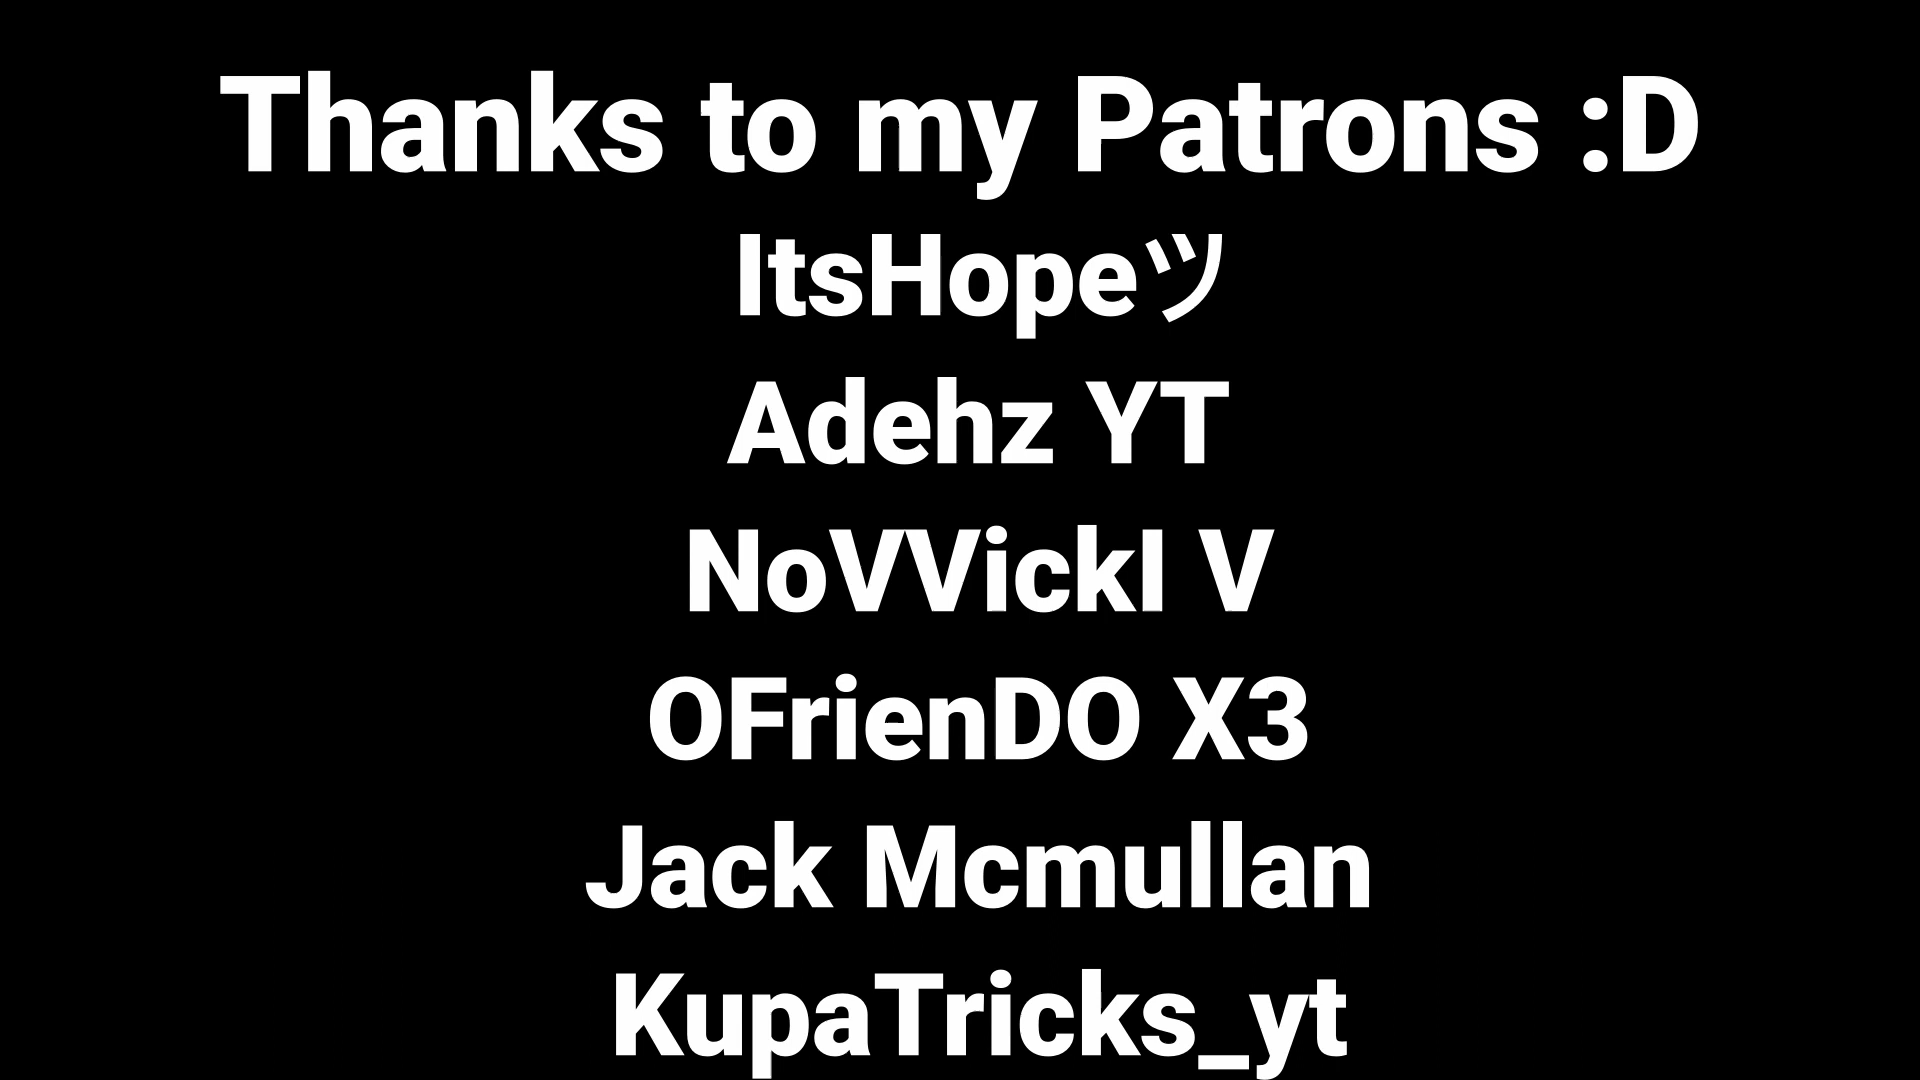 Thanks to my Patrons :D
ItsHopeツ
Adehz YT
NoVVickI V
OFrienDO X3
Jack Mcmullan
KupaTricks_yt